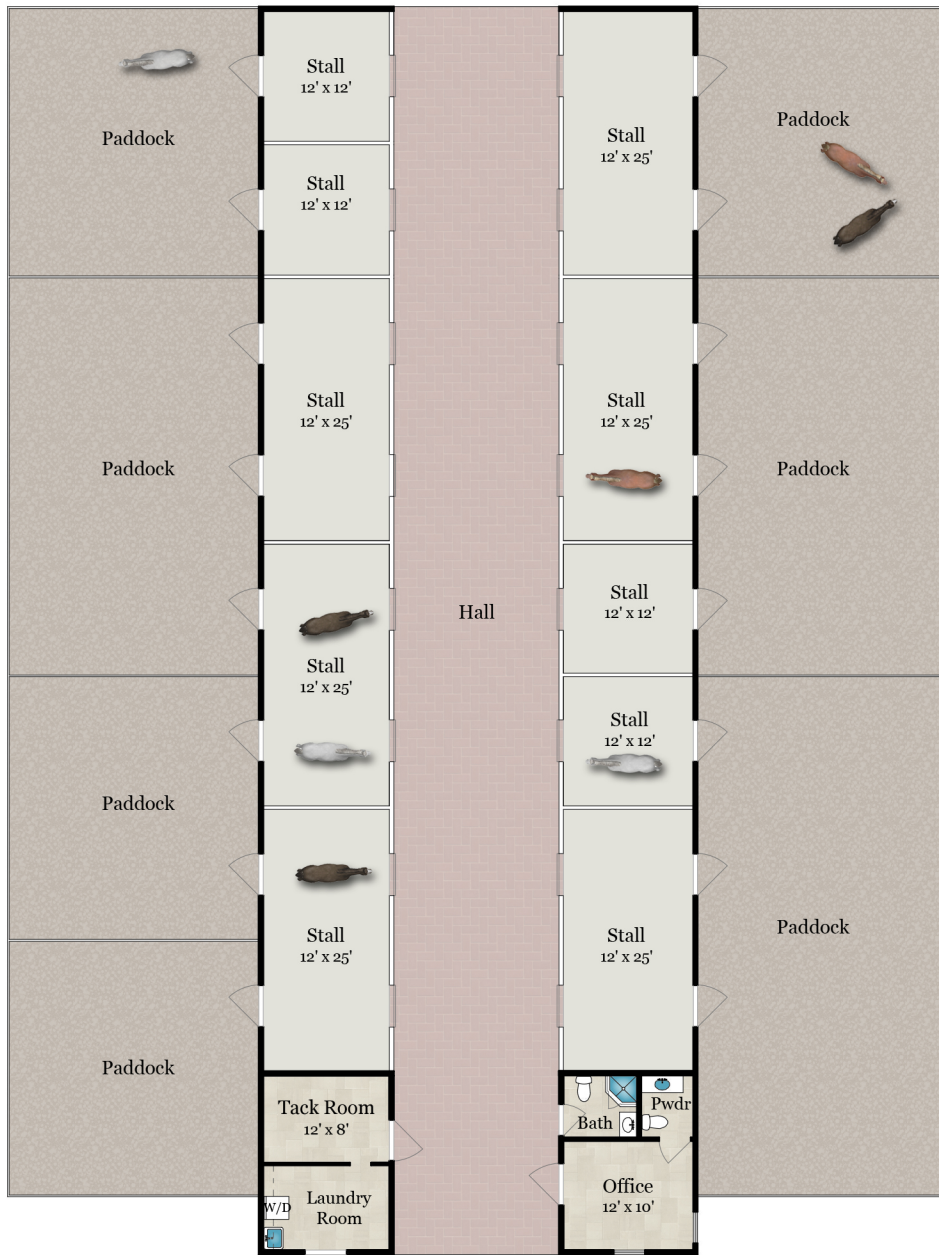 Paddock
Stall
12' x 12'
Stall
12' x 12'
Stall
12' x 25'
Paddock
Stall
12' x 25'
Stall
12' x 25'
Paddock
Paddock
Stall
12' x 12'
Hall
Stall
12' x 25'
Stall
12' x 12'
Paddock
Stall
12' x 25'
Stall
12' x 25'
Paddock
Paddock
Tack Room
12' x 8'
Bath
Pwdr
W/D
Laundry
Room
Office
12' x 10'